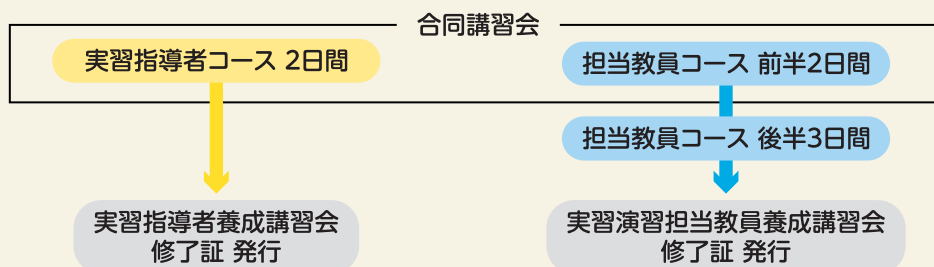 合同講習会
実習指導者コース 2日間
担当教員コース 前半2日間
担当教員コース 後半3日間
実習指導者養成講習会
修了証 発行
実習演習担当教員養成講習会
修了証 発行